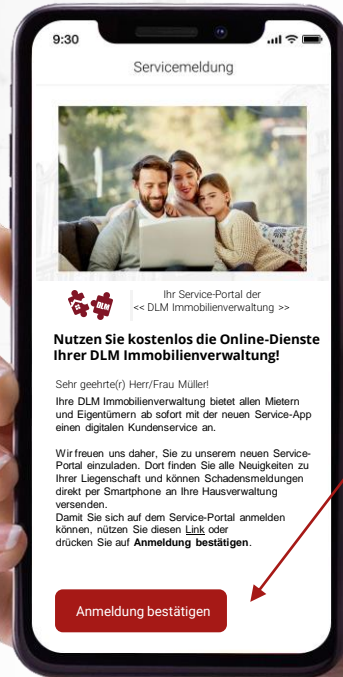 9:30
Servicemeldung
DLM
Ihr Service-Portal der
<< DLM Immobilienverwaltung >>
Nutzen Sie kostenlos die Online-Dienste
Ihrer DLM Immobilienverwaltung!
Sehr geehrte(r) Herr/Frau Müller!
Ihre DLM Immobilienverwaltung bietet allen Mietern
und Eigentümern ab sofort mit der neuen Service-App
einen digitalen Kundenservice an.
Wir freuen uns daher, Sie zu unserem neuen Service-
Portal einzuladen. Dort finden Sie alle Neuigkeiten zu
Ihrer Liegenschaft und können Schadensmeldungen
direkt per Smartphone an Ihre Hausverwaltung
versenden.
Damit Sie sich auf dem Service-Portal anmelden
können, nützen Sie diesen Link oder
drücken Sie auf Anmeldung bestätigen.
Anmeldung bestätigen